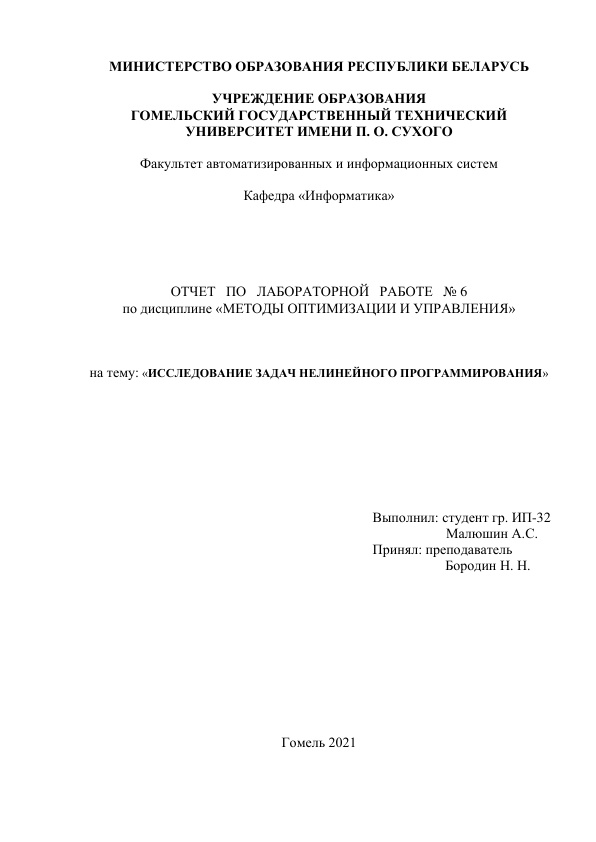 МИНИСТЕРСТВО ОБРАЗОВАНИЯ РЕСПУБЛИКИ БЕЛАРУСЬ
УЧРЕЖДЕНИЕ ОБРАЗОВАНИЯ
ГОМЕЛЬСКИЙ ГОСУДАРСТВЕННЫЙ ТЕХНИЧЕСКИЙ
УНИВЕРСИТЕТ ИМЕНИ П. О. СУХОГО
Факультет автоматизированных и информационных систем
Кафедра «Информатика»
ОТЧЕТ ПО ЛАБОРАТОРНОЙ РАБОТЕ № 6
по дисциплине «МЕТОДЫ ОПТИМИЗАЦИИ И УПРАВЛЕНИЯ»
на тему: «ИССЛЕДОВАНИЕ ЗАДАЧ НЕЛИНЕЙНОГО ПРОГРАММИРОВАНИЯ»
Выполнил: студент гр. ИП-32
Малюшин А.С.
Принял: преподаватель
Бородин Н. Н.
Гомель 2021